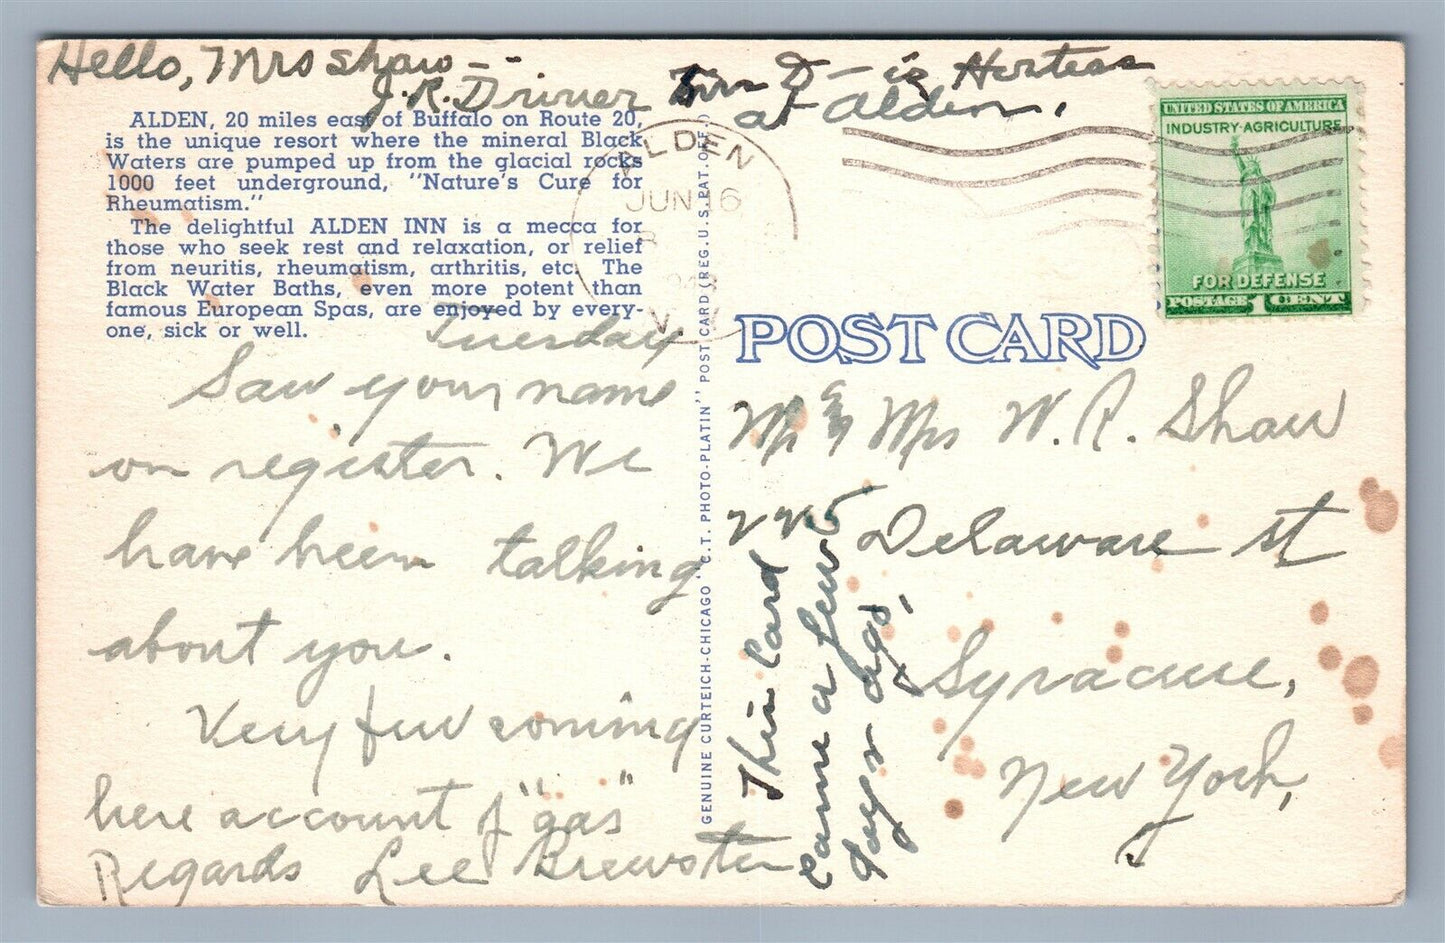 Hello, Mrs Shaw --
J. R. Driver
Mrs D - is Hostess
at Alden.
ALDEN, 20 miles east of Buffalo on Route 20,
is the unique resort where the mineral Black
Waters are pumped up from the glacial rocks
1000 feet underground, "Nature's Cure for
Rheumatism."
The delightful ALDEN INN is a mecca for
those who seek rest and relaxation, or relief
from neuritis, rheumatism, arthritis, etc. The
Black Water Baths, even more potent than
famous European Spas, are enjoyed by every-
one, sick or well.
Tuesday
Saw your name
on register. We
have been talking
about you.
Very few coming
here account of "gas"
Regards Lee Brewster
GENUINE CURTEICH-CHICAGO "C.T. PHOTO-PLATIN" POST CARD (REG. U.S. PAT. OFF.)
ALDEN
JUN 16
N.Y.
UNITED STATES OF AMERICA
INDUSTRY·AGRICULTURE
FOR DEFENSE
POSTAGE 1 CENT
POST CARD
Mr & Mrs W. R. Shaw
Delaware st
Syracuse,
New York,
This Card
came a few
days ago.